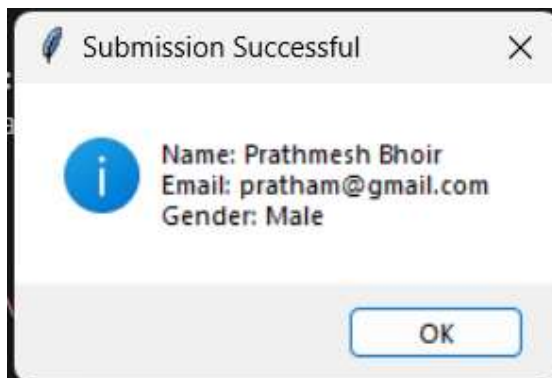 Submission Successful
Name: Prathmesh Bhoir
Email: pratham@gmail.com
Gender: Male
OK